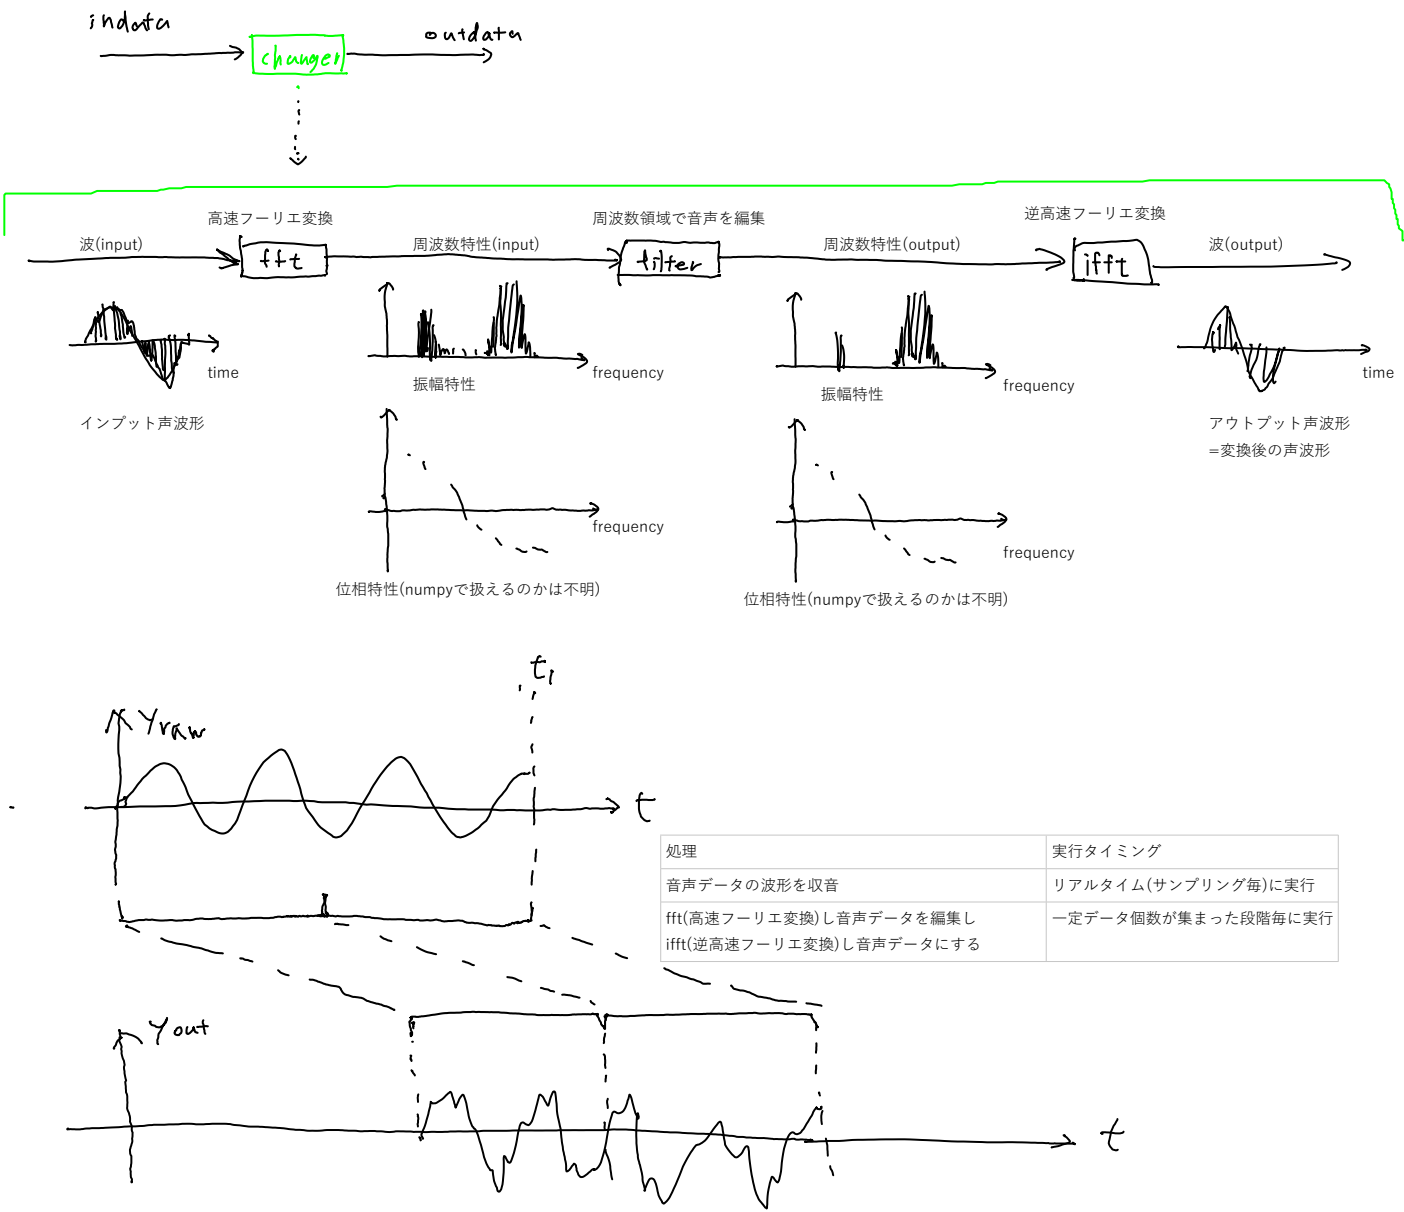 indata
changer
outdata
高速フーリエ変換
周波数領域で音声を編集
逆高速フーリエ変換
波(input)
fft
周波数特性(input)
filter
周波数特性(output)
ifft
波(output)
time
frequency
frequency
time
振幅特性
振幅特性
インプット声波形
アウトプット声波形
=変換後の声波形
frequency
frequency
位相特性(numpyで扱えるのかは不明)
位相特性(numpyで扱えるのかは不明)
t₁
Yraw
t
処理
実行タイミング
音声データの波形を収音
リアルタイム(サンプリング毎)に実行
fft(高速フーリエ変換)し音声データを編集し
ifft(逆高速フーリエ変換)し音声データにする
一定データ個数が集まった段階毎に実行
Yout
t